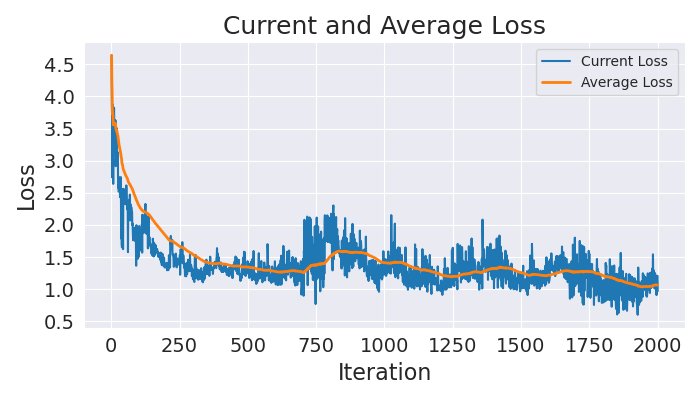 Current and Average Loss
Current Loss
Average Loss
Loss
4.5
4.0
3.5
3.0
2.5
2.0
1.5
1.0
0.5
0 250 500 750 1000 1250 1500 1750 2000
Iteration